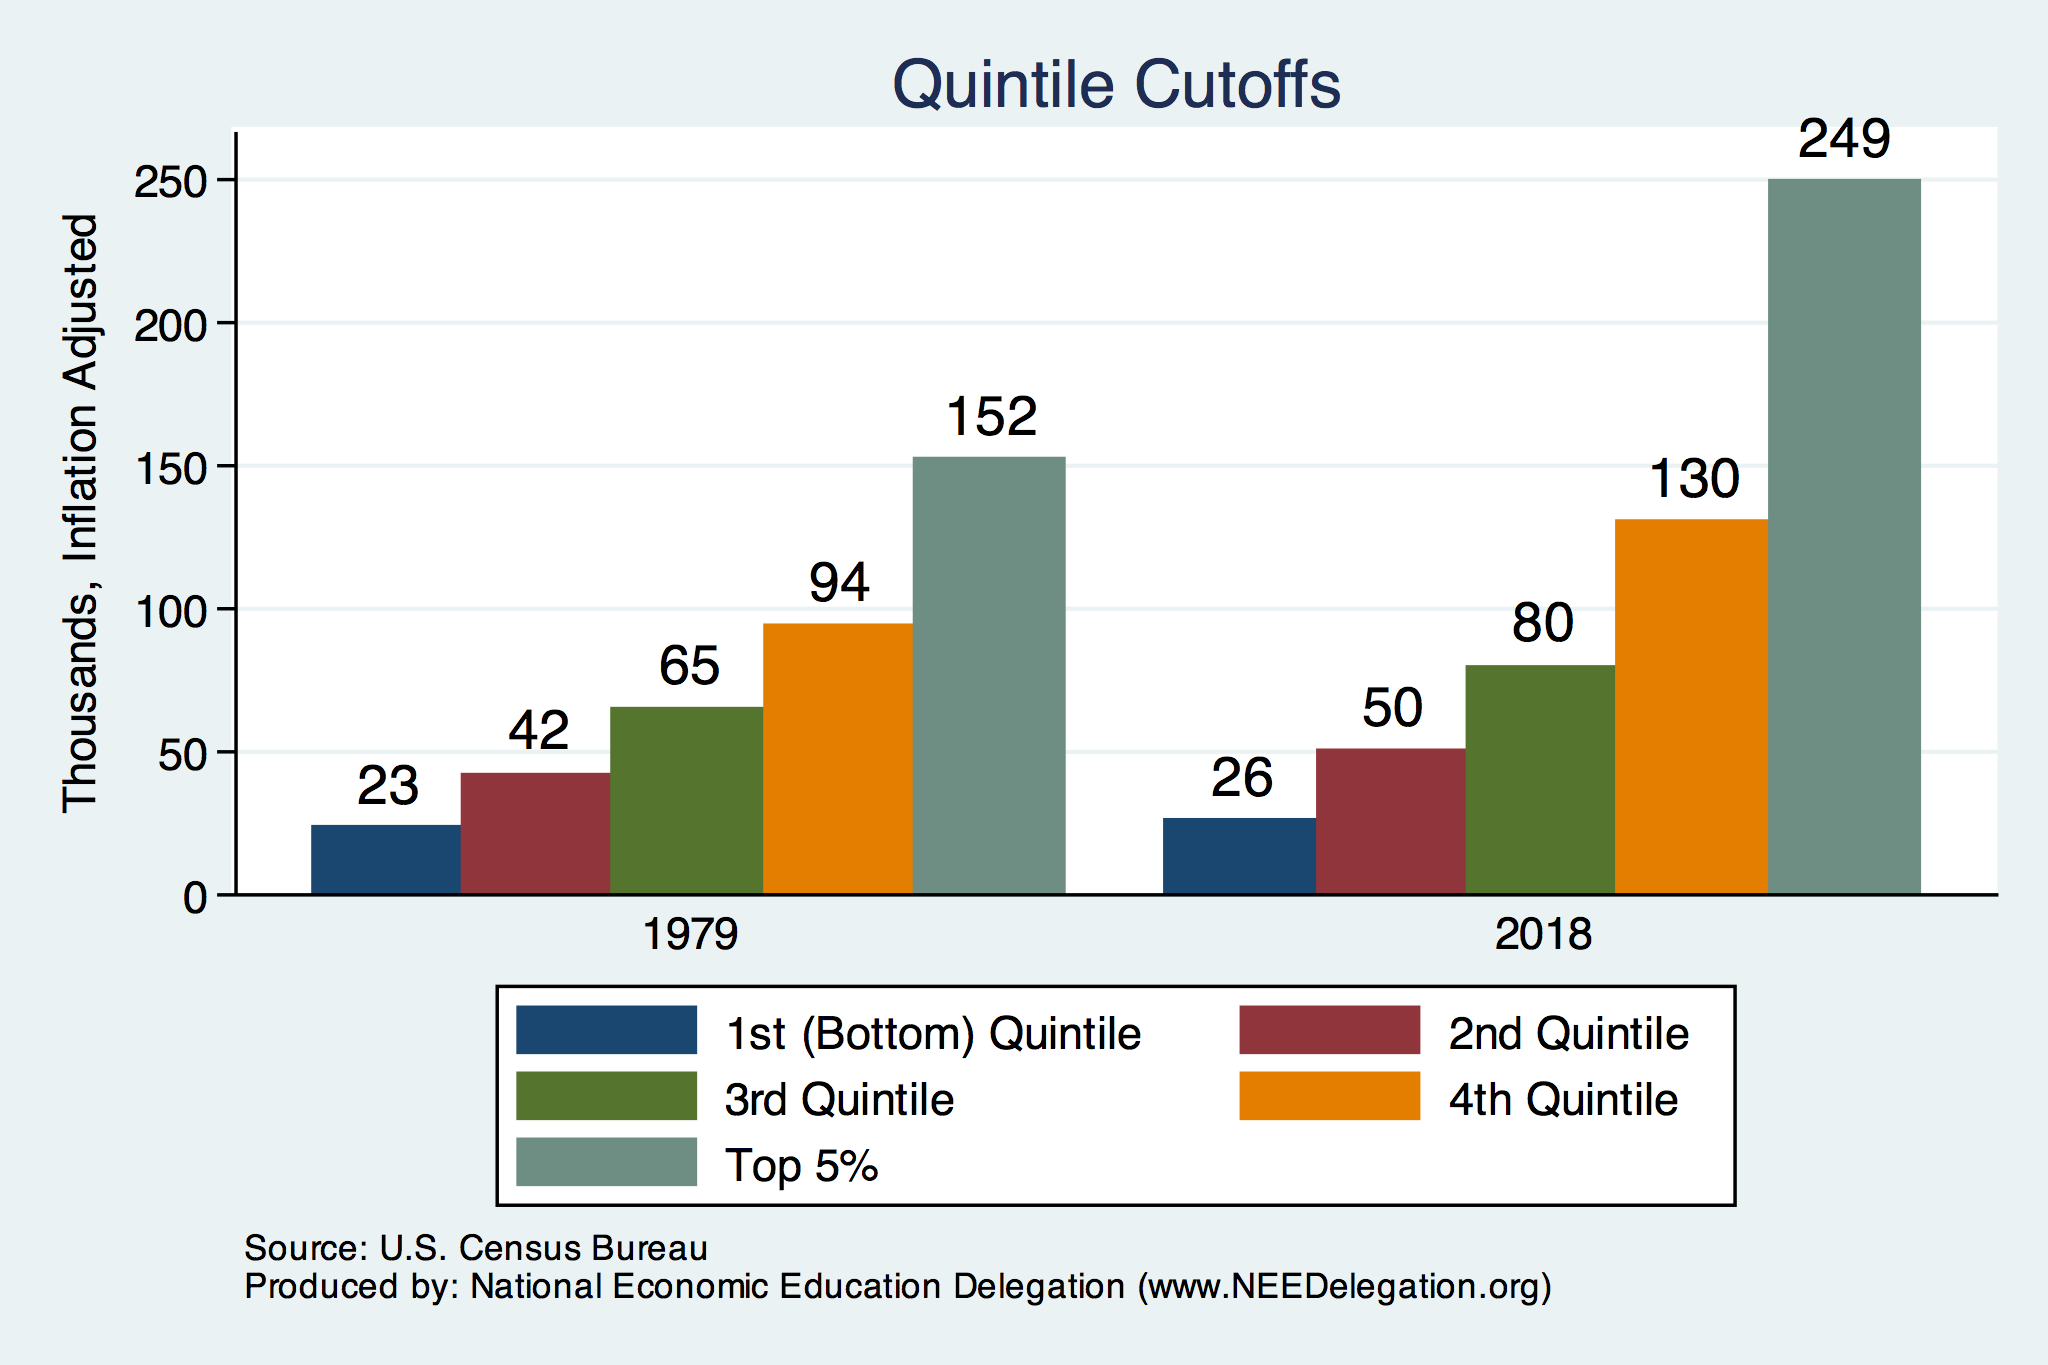 Quintile Cutoffs
Thousands, Inflation Adjusted
250
200
150
100
50
0
23
42
65
94
152
26
50
80
130
249
1979
2018
1st (Bottom) Quintile
2nd Quintile
3rd Quintile
4th Quintile
Top 5%
Source: U.S. Census Bureau
Produced by: National Economic Education Delegation (www.NEEDelegation.org)